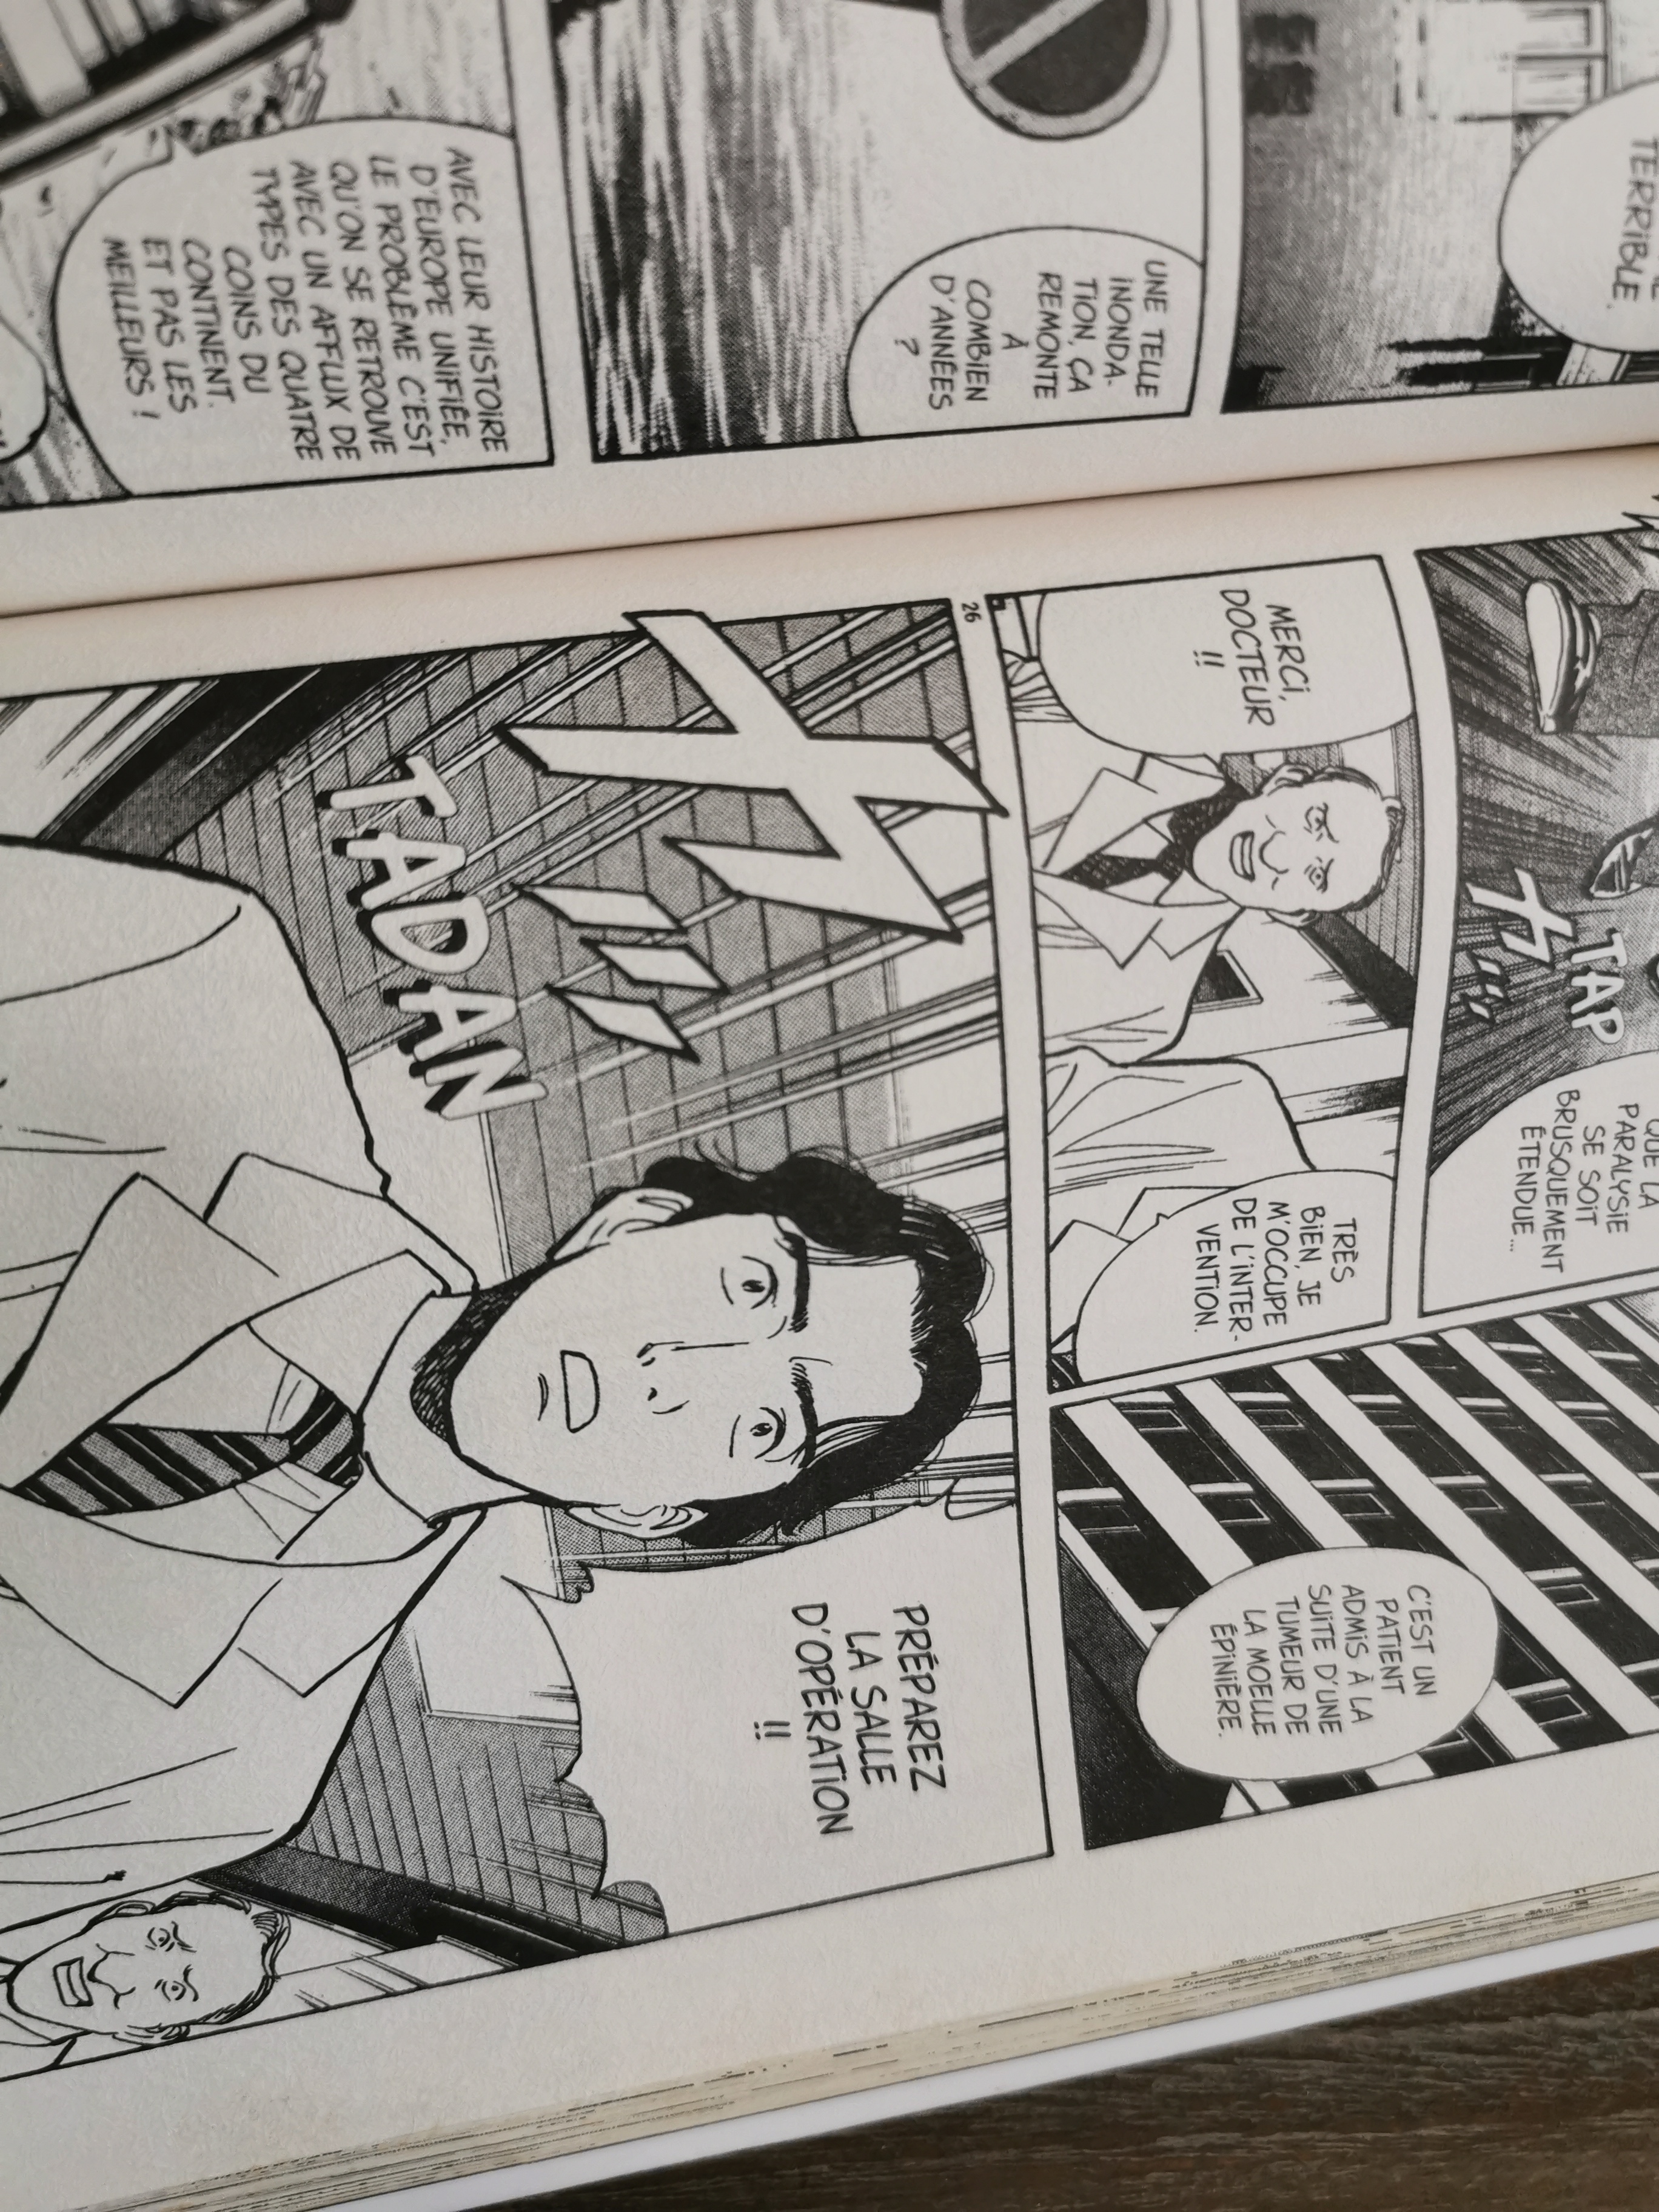 C'EST UN
PATIENT
ADMIS À LA
SUITE D'UNE
TUMEUR DE
LA MOELLE
ÉPINIÈRE.
QUE LA
PARALYSIE
SE SOIT
BRUSQUEMENT
ÉTENDUE...
TAP
TRÈS
BIEN, JE
M'OCCUPE
DE L'INTER-
VENTION.
MERCI,
DOCTEUR
!!
26
PRÉPAREZ
LA SALLE
D'OPÉRATION
!!
TADAN
TERRIBLE.
UNE TELLE
INONDA-
TION, ÇA
REMONTE
À
COMBIEN
D'ANNÉES
?
AVEC LEUR HISTOIRE
D'EUROPE UNIFIÉE,
LE PROBLÈME C'EST
QU'ON SE RETROUVE
AVEC UN AFFLUX DE
TYPES DES QUATRE
COINS DU
CONTINENT.
ET PAS LES
MEILLEURS !